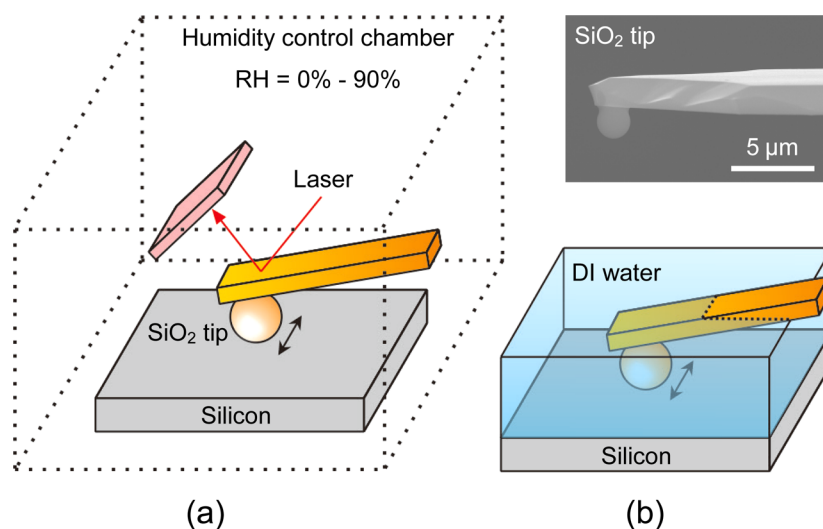 Humidity control chamber
RH = 0% - 90%
Laser
SiO₂ tip
Silicon
(a)
SiO₂ tip
5 µm
DI water
Silicon
(b)